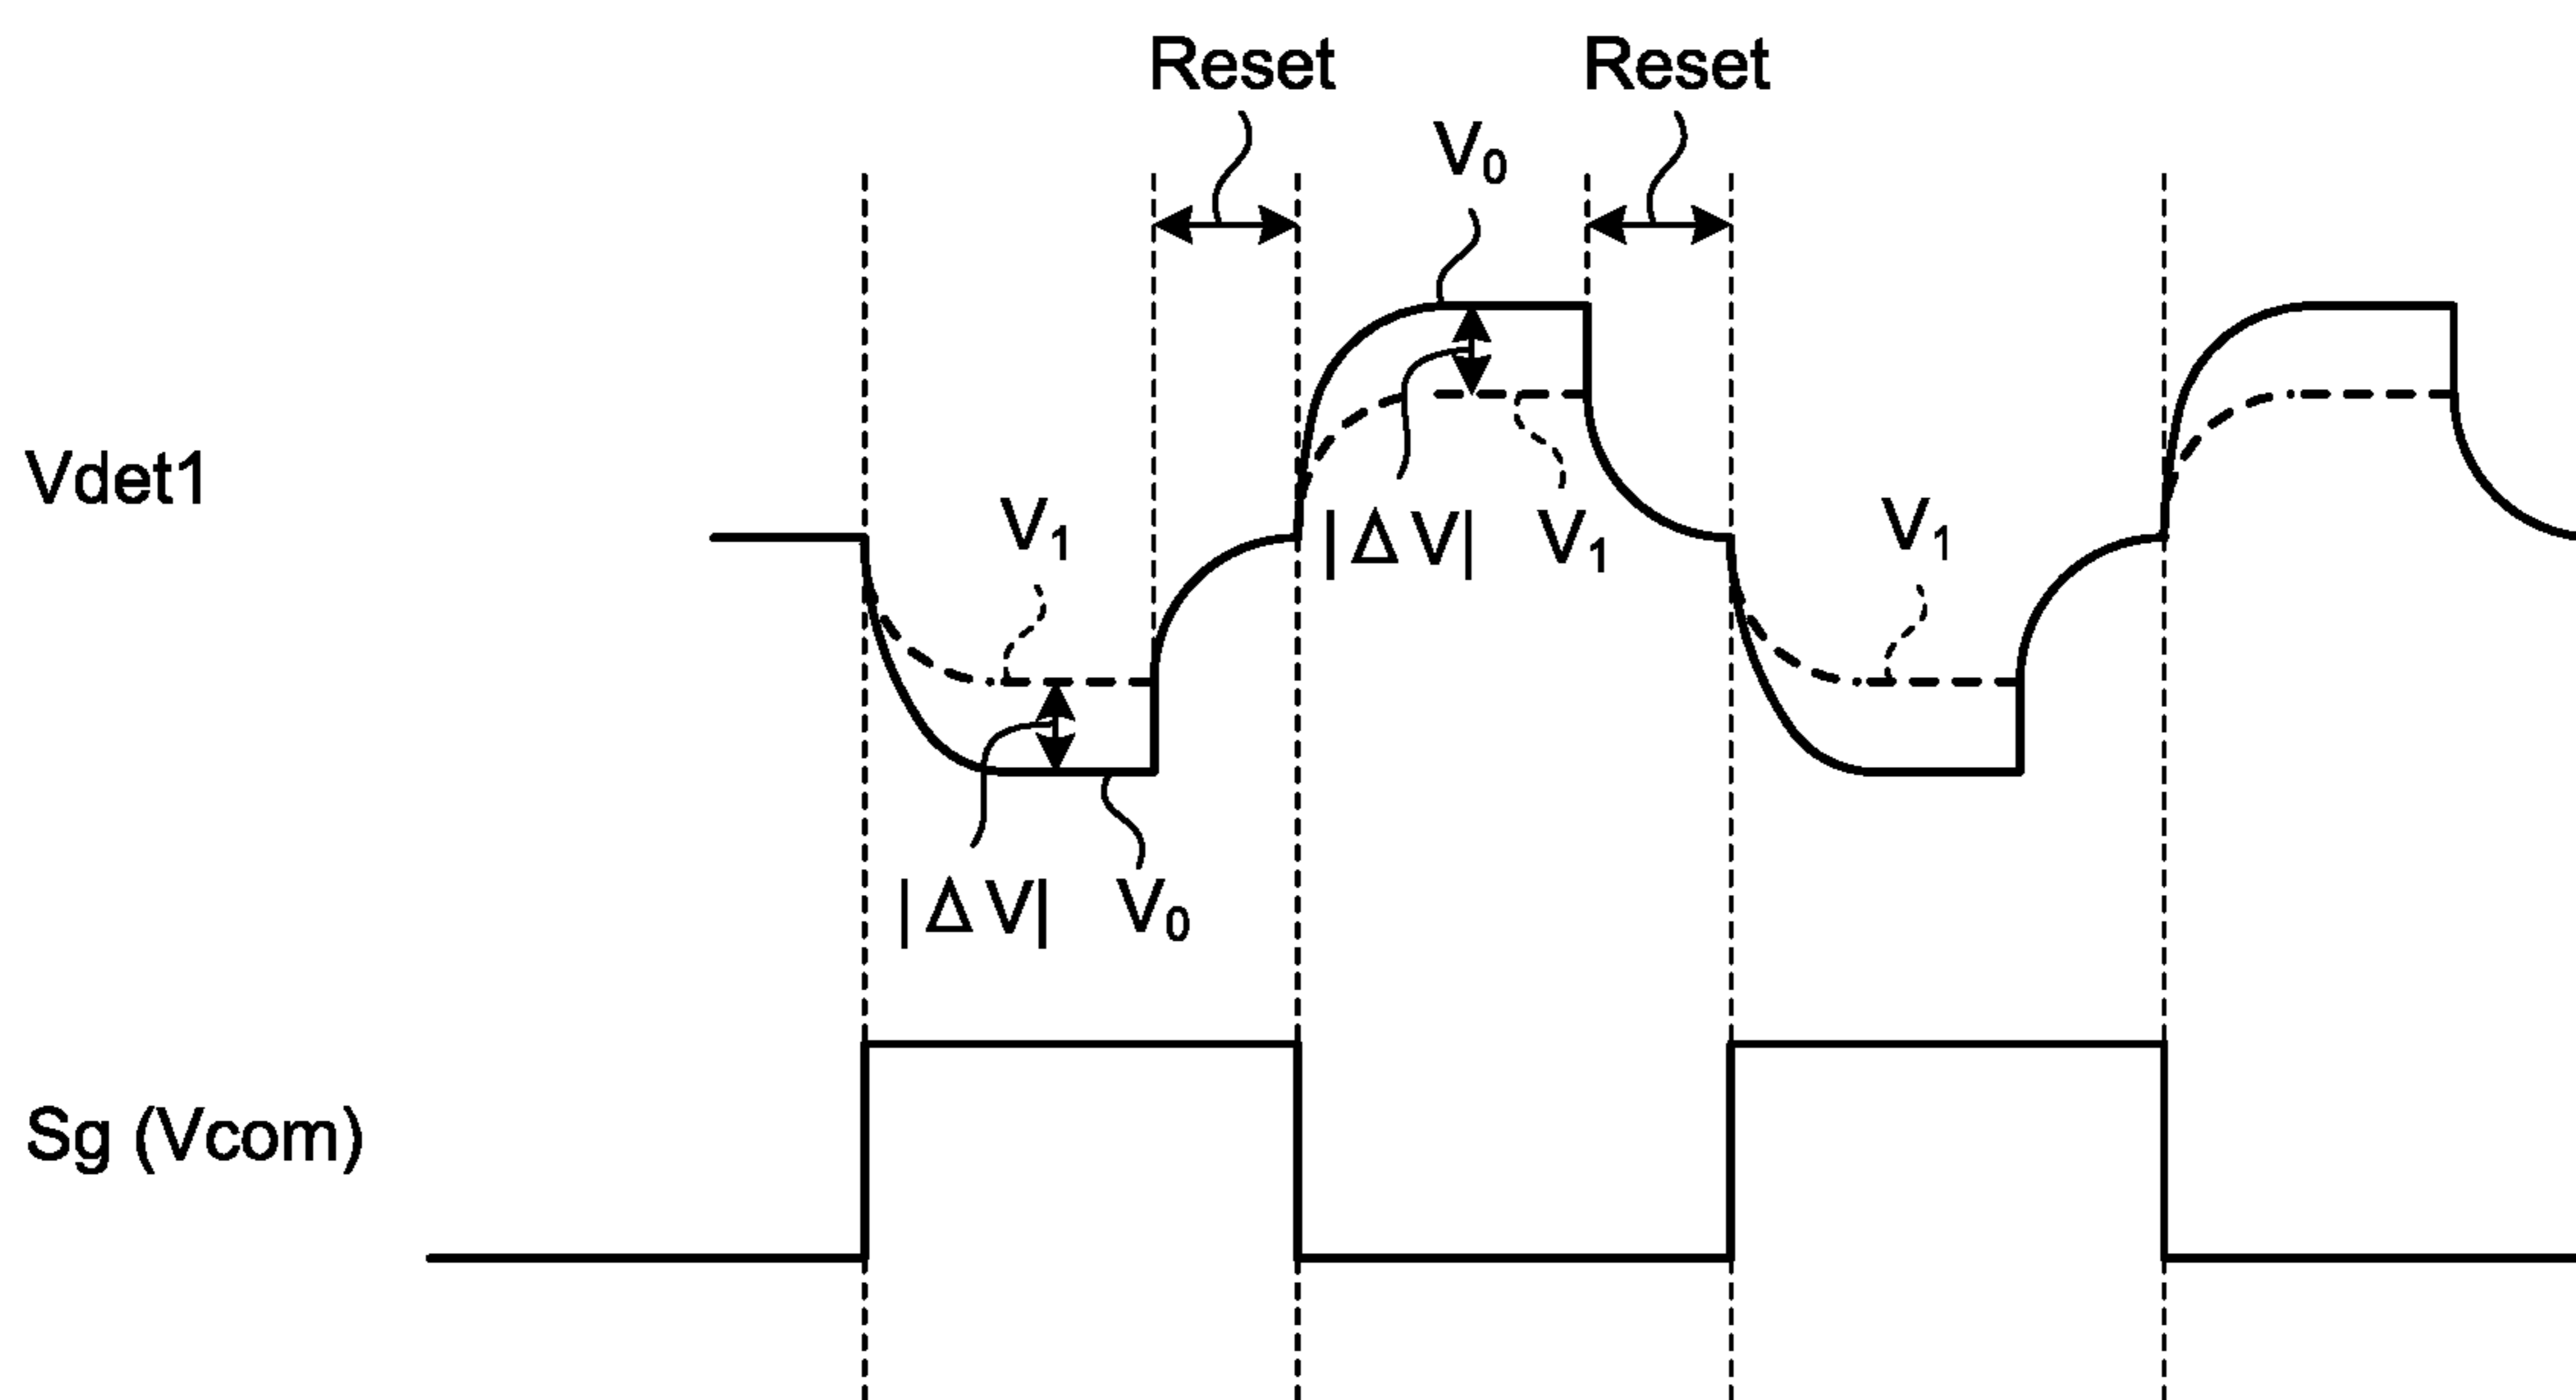 Reset
Reset
V₀
Vdet1
V₁
|ΔV|
V₁
V₁
|ΔV|
V₀
Sg (Vcom)